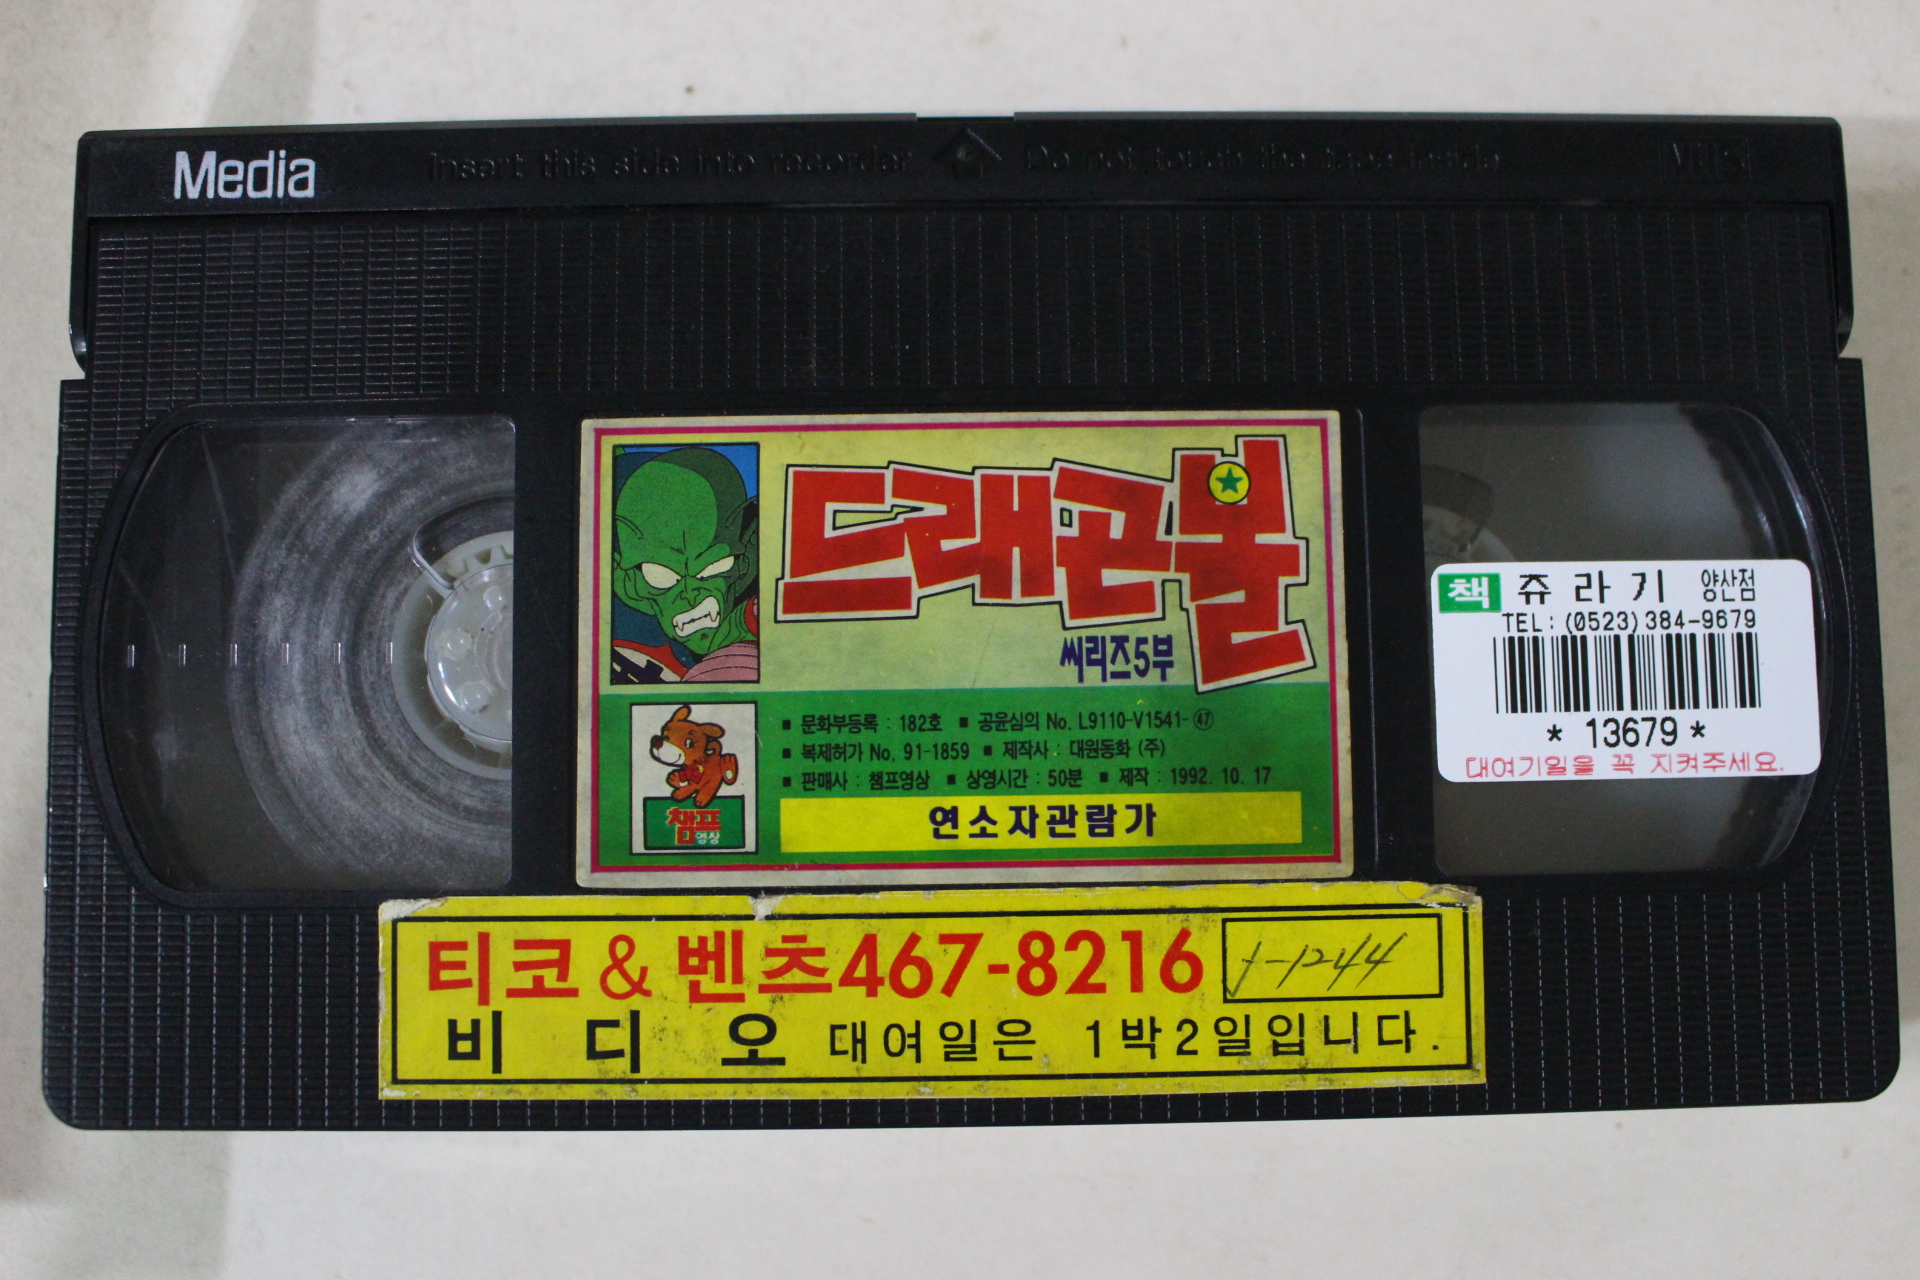 Media
Insert this side into recorder
Do not touch the tape inside
VHS
드래곤볼
씨리즈5부
▪ 문화부등록 : 182호 ▪ 공윤심의 No. L9110-V1541-㊼
▪ 복제허가 No. 91-1859 ▪ 제작사 : 대원동화 (주)
▪ 판매사 : 챔프영상 ▪ 상영시간 : 50분 ▪ 제작 : 1992. 10. 17
챔프
영상
연소자관람가
책 쥬라기 양산점
TEL:(0523)384-9679
* 13679 *
대여기일을 꼭 지켜주세요.
티코 & 벤츠 467-8216
비디오 대여일은 1박2일입니다.